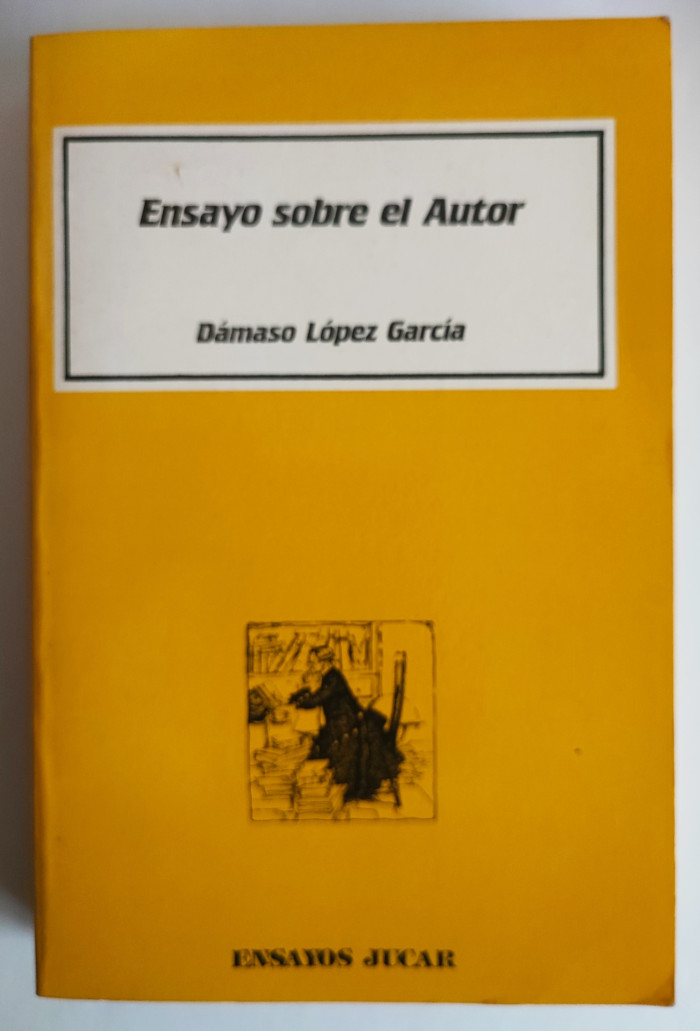 Ensayo sobre el Autor
Dámaso López García
ENSAYOS JUCAR